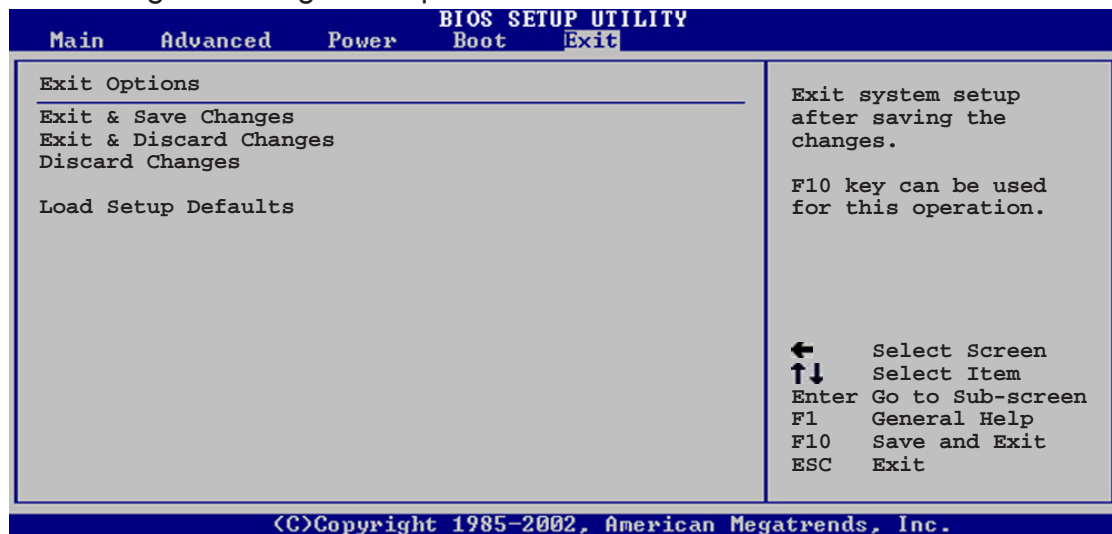 BIOS SETUP UTILITY
Main Advanced Power Boot Exit
Exit Options
Exit & Save Changes
Exit & Discard Changes
Discard Changes
Load Setup Defaults
Exit system setup
after saving the
changes.
F10 key can be used
for this operation.
← Select Screen
↑↓ Select Item
Enter Go to Sub-screen
F1 General Help
F10 Save and Exit
ESC Exit
(C)Copyright 1985-2002, American Megatrends, Inc.